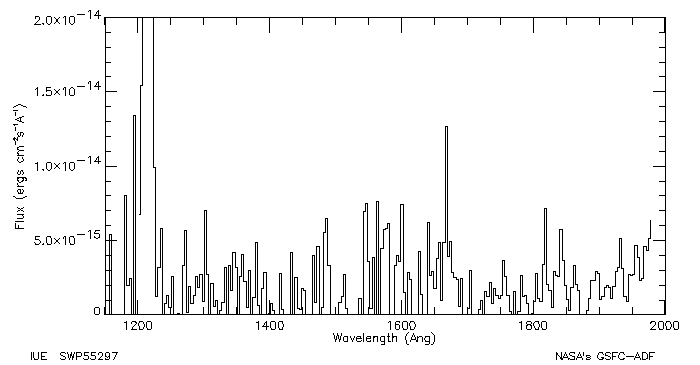 2.0×10⁻¹⁴
1.5×10⁻¹⁴
1.0×10⁻¹⁴
5.0×10⁻¹⁵
0
Flux (ergs cm⁻²s⁻¹A⁻¹)
1200 1400 1600 1800 2000
Wavelength (Ang)
IUE SWP55297 NASA's GSFC–ADF